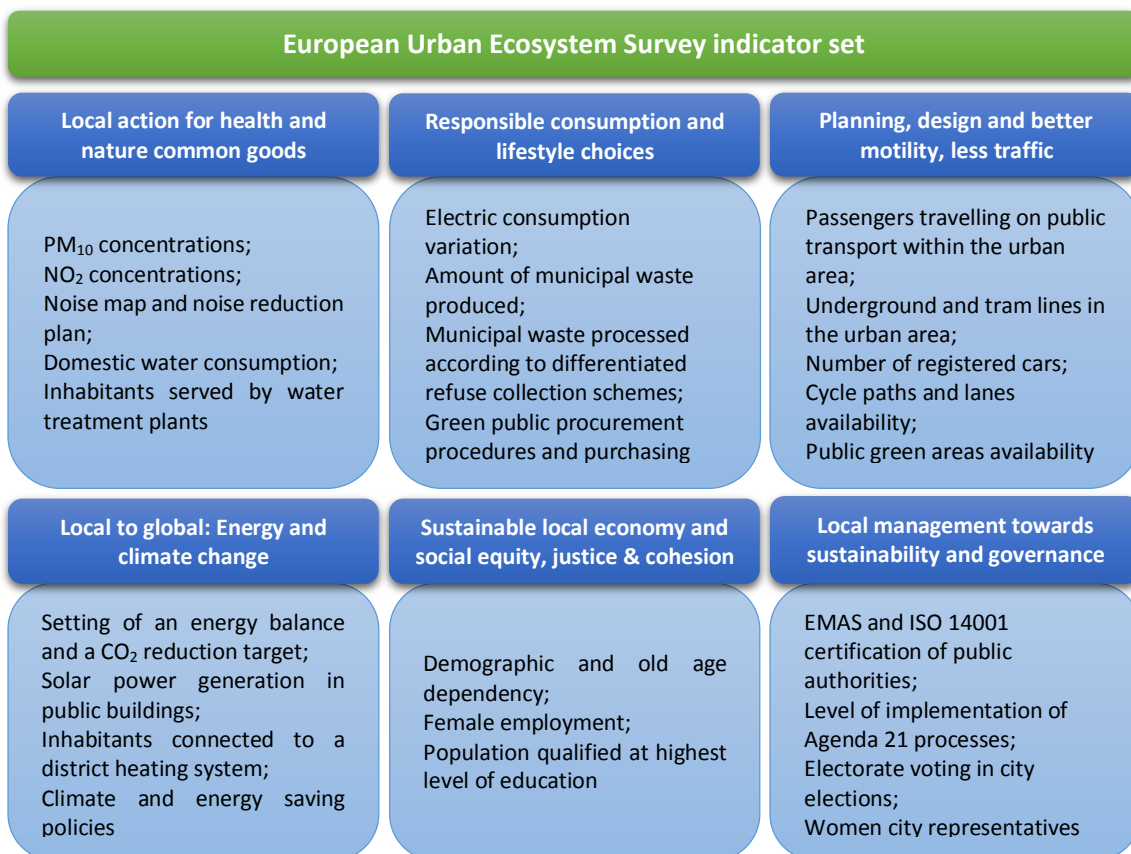 European Urban Ecosystem Survey indicator set
Local action for health and
nature common goods
PM₁₀ concentrations;
NO₂ concentrations;
Noise map and noise reduction
plan;
Domestic water consumption;
Inhabitants served by water
treatment plants
Responsible consumption and
lifestyle choices
Electric consumption
variation;
Amount of municipal waste
produced;
Municipal waste processed
according to differentiated
refuse collection schemes;
Green public procurement
procedures and purchasing
Planning, design and better
motility, less traffic
Passengers travelling on public
transport within the urban
area;
Underground and tram lines in
the urban area;
Number of registered cars;
Cycle paths and lanes
availability;
Public green areas availability
Local to global: Energy and
climate change
Setting of an energy balance
and a CO₂ reduction target;
Solar power generation in
public buildings;
Inhabitants connected to a
district heating system;
Climate and energy saving
policies
Sustainable local economy and
social equity, justice & cohesion
Demographic and old age
dependency;
Female employment;
Population qualified at highest
level of education
Local management towards
sustainability and governance
EMAS and ISO 14001
certification of public
authorities;
Level of implementation of
Agenda 21 processes;
Electorate voting in city
elections;
Women city representatives